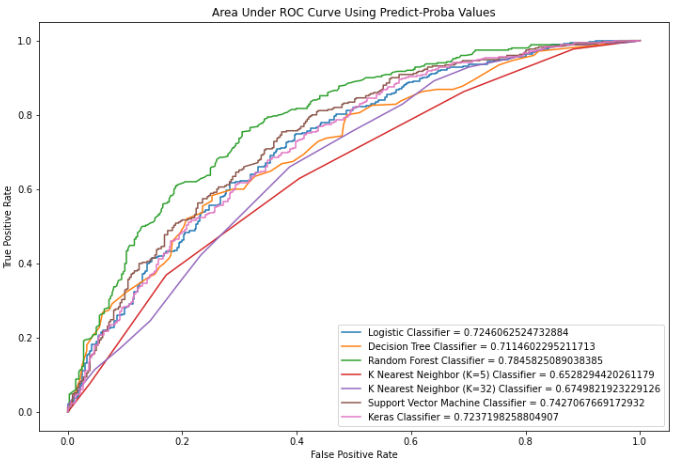 Area Under ROC Curve Using Predict-Proba Values
1.0
0.8
0.6
0.4
0.2
0.0
True Positive Rate
Logistic Classifier = 0.7246062524732884
Decision Tree Classifier = 0.7114602295211713
Random Forest Classifier = 0.7845825089038385
K Nearest Neighbor (K=5) Classifier = 0.6528294420261179
K Nearest Neighbor (K=32) Classifier = 0.6749821923229126
Support Vector Machine Classifier = 0.7427067669172932
Keras Classifier = 0.7237198258804907
0.0 0.2 0.4 0.6 0.8 1.0
False Positive Rate